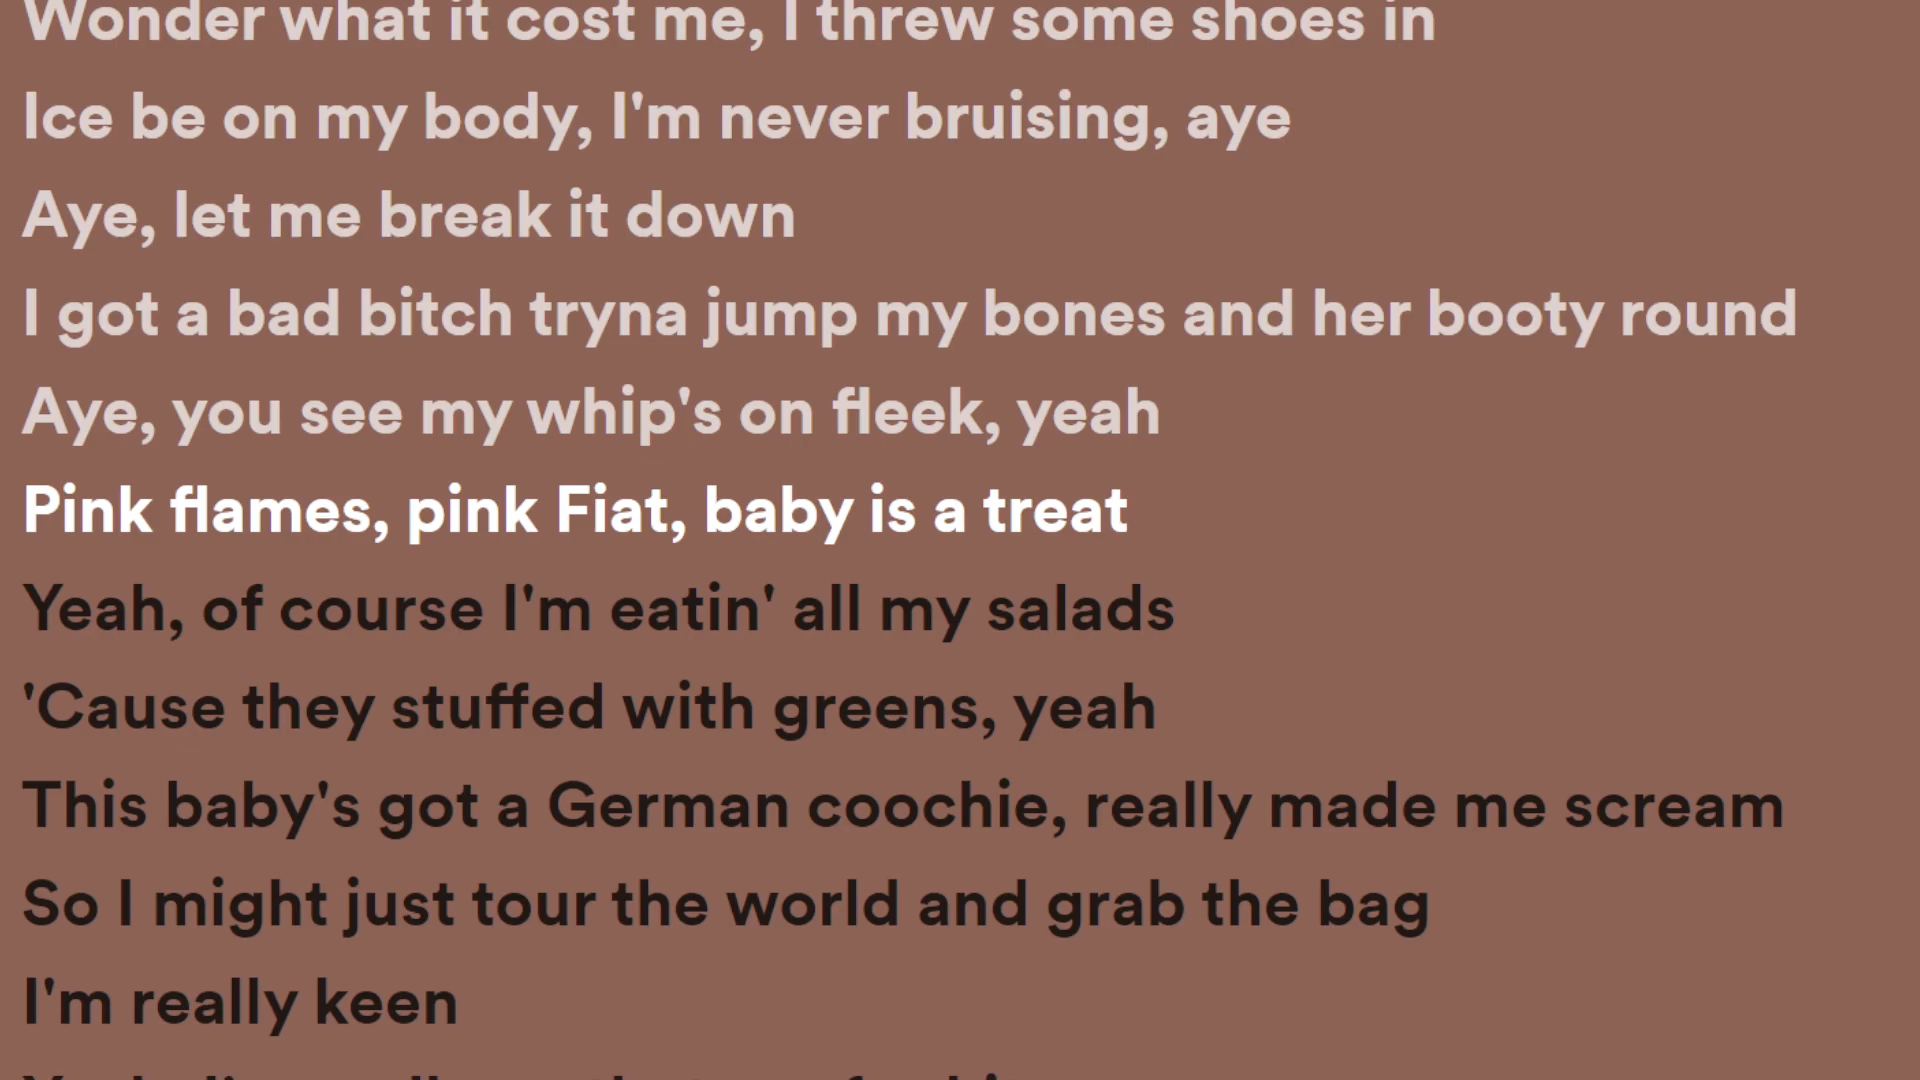 Wonder what it cost me, I threw some shoes in
Ice be on my body, I'm never bruising, aye
Aye, let me break it down
I got a bad bitch tryna jump my bones and her booty round
Aye, you see my whip's on fleek, yeah
Pink flames, pink Fiat, baby is a treat
Yeah, of course I'm eatin' all my salads
'Cause they stuffed with greens, yeah
This baby's got a German coochie, really made me scream
So I might just tour the world and grab the bag
I'm really keen